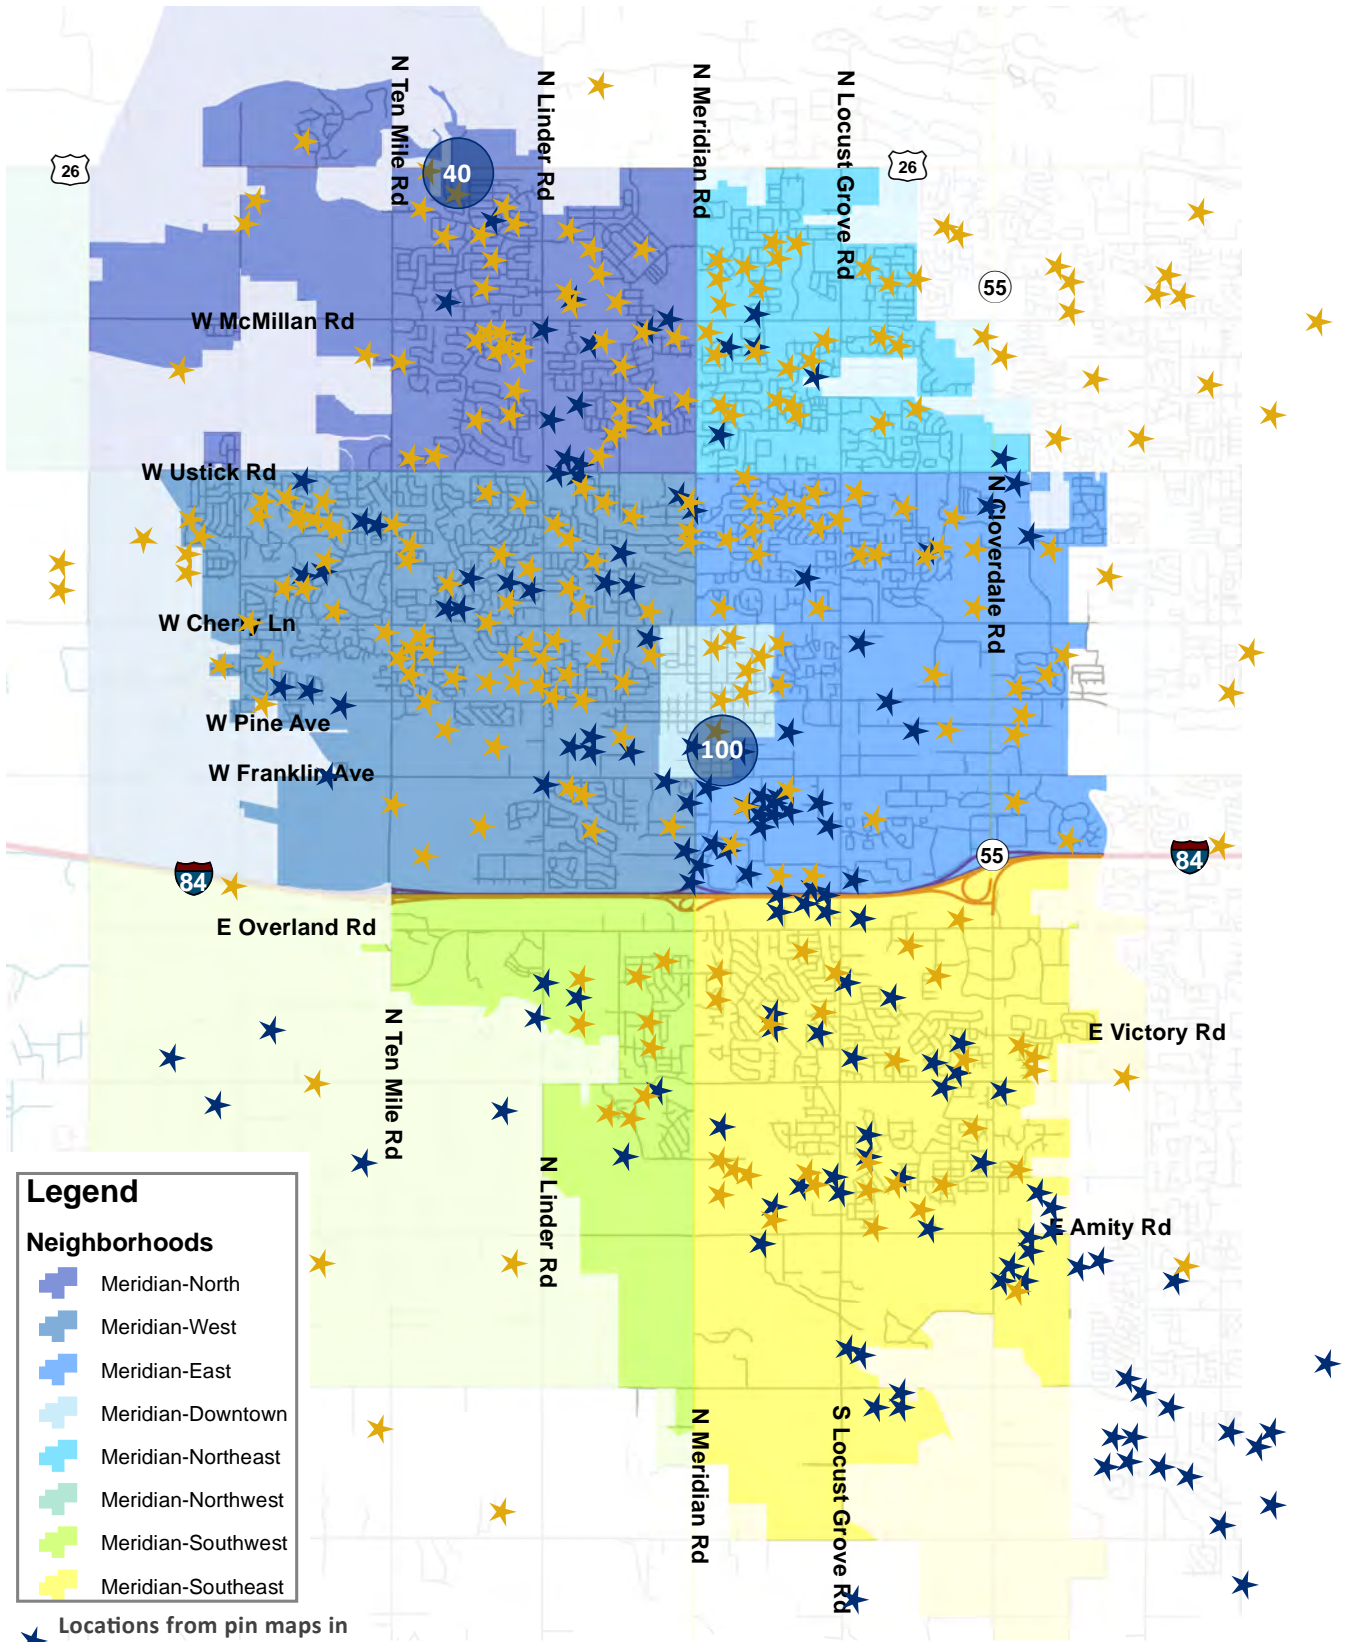 N Ten Mile Rd
N Linder Rd
N Meridian Rd
N Locust Grove Rd
26
40
26
55
W McMillan Rd
W Ustick Rd
N Cloverdale Rd
W Cherry Ln
W Pine Ave
100
W Franklin Ave
55
84
84
E Overland Rd
N Ten Mile Rd
E Victory Rd
N Linder Rd
E Amity Rd
N Meridian Rd
S Locust Grove Rd
Legend
Neighborhoods
Meridian-North
Meridian-West
Meridian-East
Meridian-Downtown
Meridian-Northeast
Meridian-Northwest
Meridian-Southwest
Meridian-Southeast
Locations from pin maps in